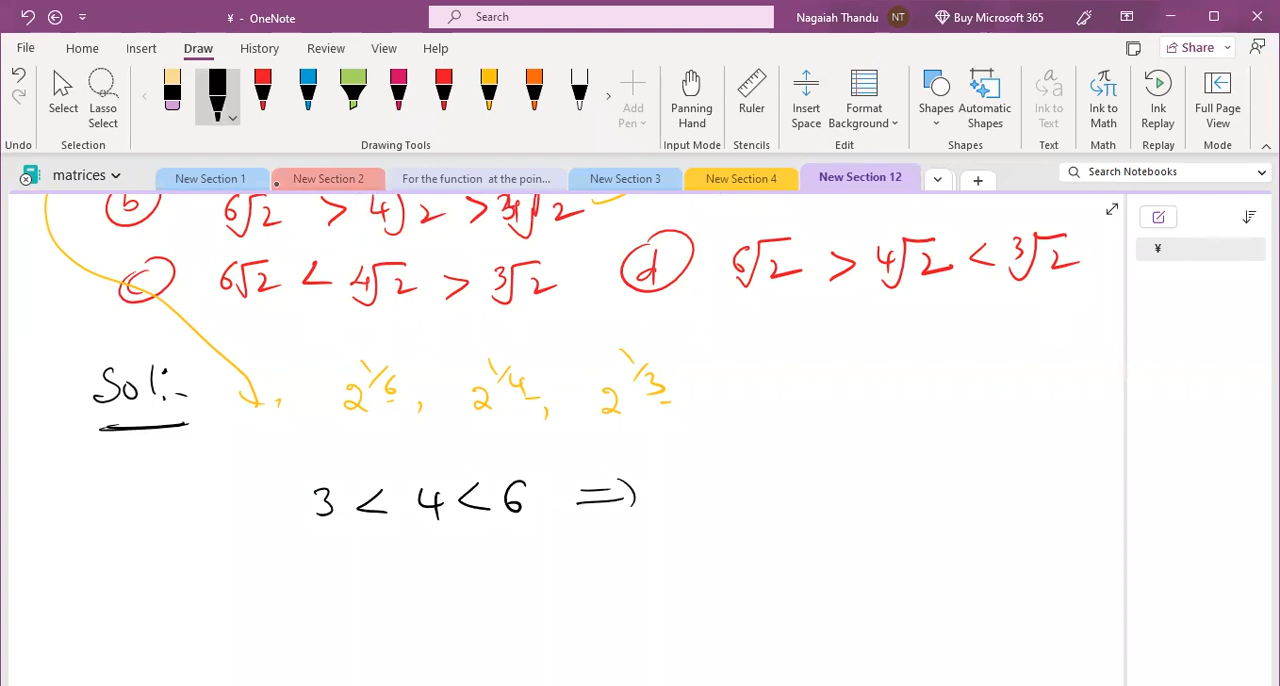 ¥ - OneNote
Search
Nagaiah Thandu NT
Buy Microsoft 365
File Home Insert Draw History Review View Help
Share
Select
Lasso Select
Add Pen
Panning Hand
Ruler
Insert Space
Format Background
Shapes
Automatic Shapes
Ink to Text
Ink to Math
Ink Replay
Full Page View
Undo Selection Drawing Tools Input Mode Stencils Edit Shapes Text Math Replay Mode
matrices New Section 1 New Section 2 For the function at the poin... New Section 3 New Section 4 New Section 12 + Search Notebooks
¥
(b) 6√2 > 4√2 > 3√2
(c) 6√2 < 4√2 > 3√2 (d) 6√2 > 4√2 < 3√2
Sol:- 2^1/6, 2^1/4, 2^1/3
3 < 4 < 6 =>